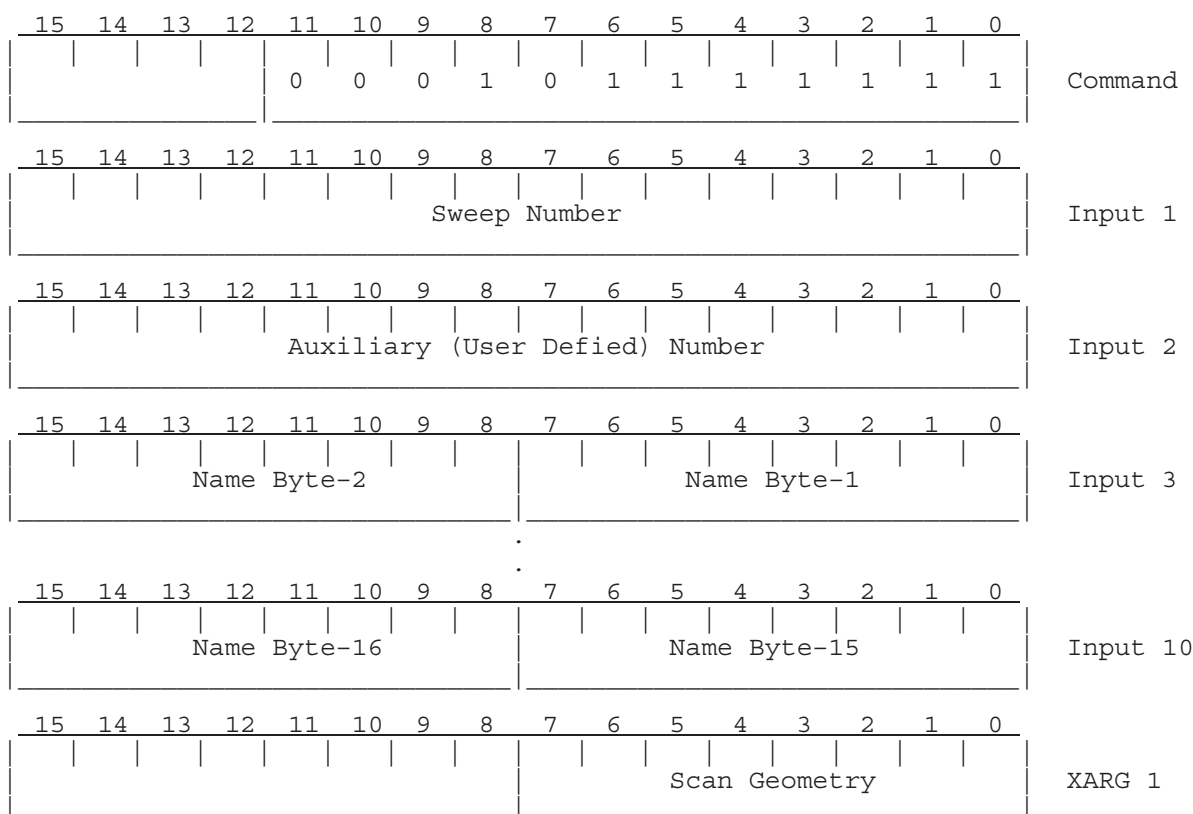 15 14 13 12 11 10 9 8 7 6 5 4 3 2 1 0
0 0 0 1 0 1 1 1 1 1 1 1 Command
15 14 13 12 11 10 9 8 7 6 5 4 3 2 1 0
Sweep Number Input 1
15 14 13 12 11 10 9 8 7 6 5 4 3 2 1 0
Auxiliary (User Defied) Number Input 2
15 14 13 12 11 10 9 8 7 6 5 4 3 2 1 0
Name Byte-2 Name Byte-1 Input 3
.
.
15 14 13 12 11 10 9 8 7 6 5 4 3 2 1 0
Name Byte-16 Name Byte-15 Input 10
15 14 13 12 11 10 9 8 7 6 5 4 3 2 1 0
Scan Geometry XARG 1